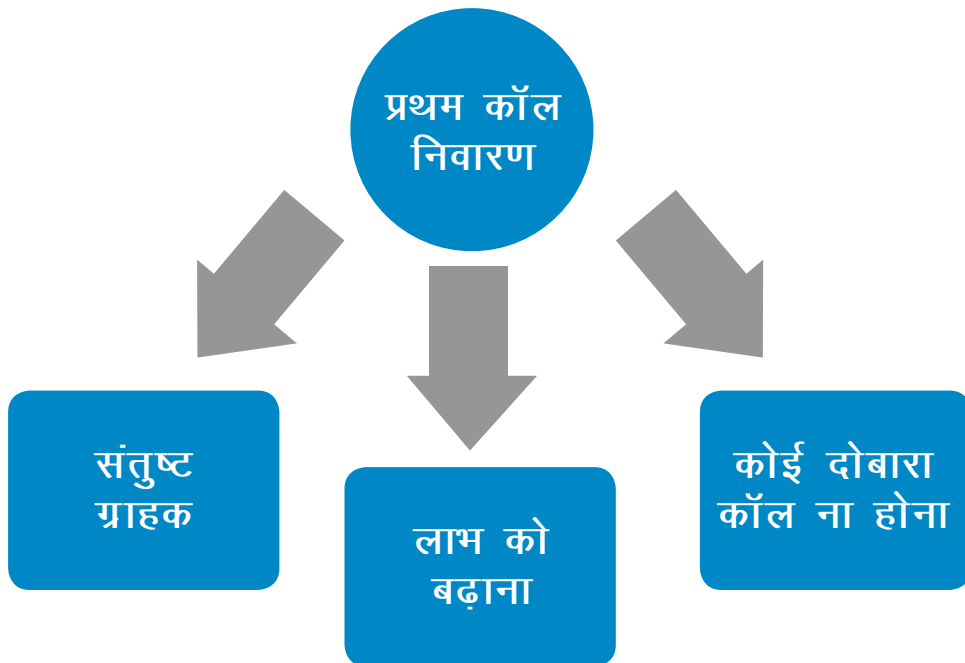 प्रथम कॉल
निवारण
संतुष्ट
ग्राहक
लाभ को
बढ़ाना
कोई दोबारा
कॉल ना होना